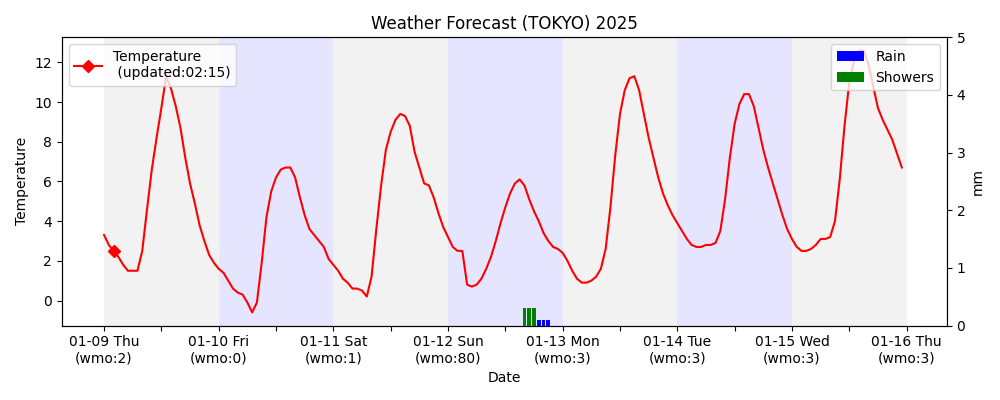 Weather Forecast (TOKYO) 2025
Temperature
(updated:02:15)
Rain
Showers
12
10
8
6
4
2
0
Temperature
5
4
3
2
1
0
mm
01-09 Thu
(wmo:2)
01-10 Fri
(wmo:0)
01-11 Sat
(wmo:1)
01-12 Sun
(wmo:80)
01-13 Mon
(wmo:3)
01-14 Tue
(wmo:3)
01-15 Wed
(wmo:3)
01-16 Thu
(wmo:3)
Date